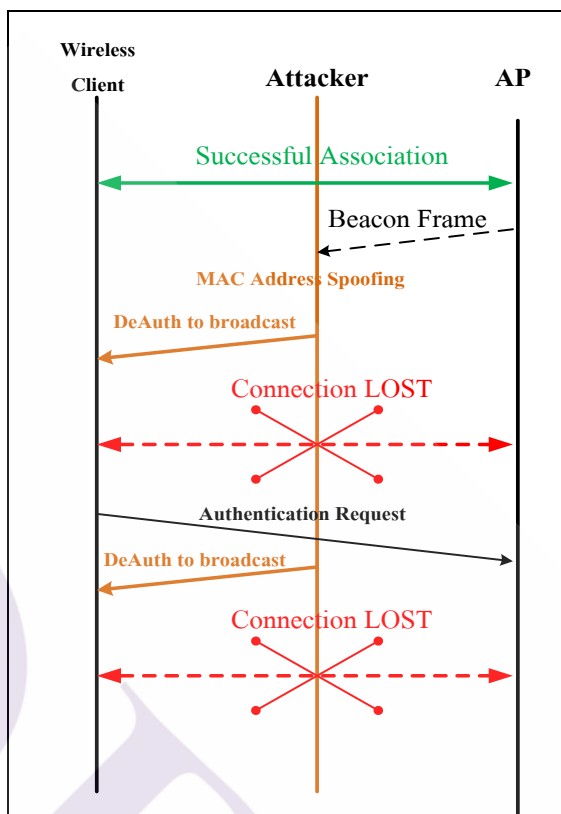 Wireless
Client
Attacker
AP
Successful Association
Beacon Frame
MAC Address Spoofing
DeAuth to broadcast
Connection LOST
Authentication Request
DeAuth to broadcast
Connection LOST